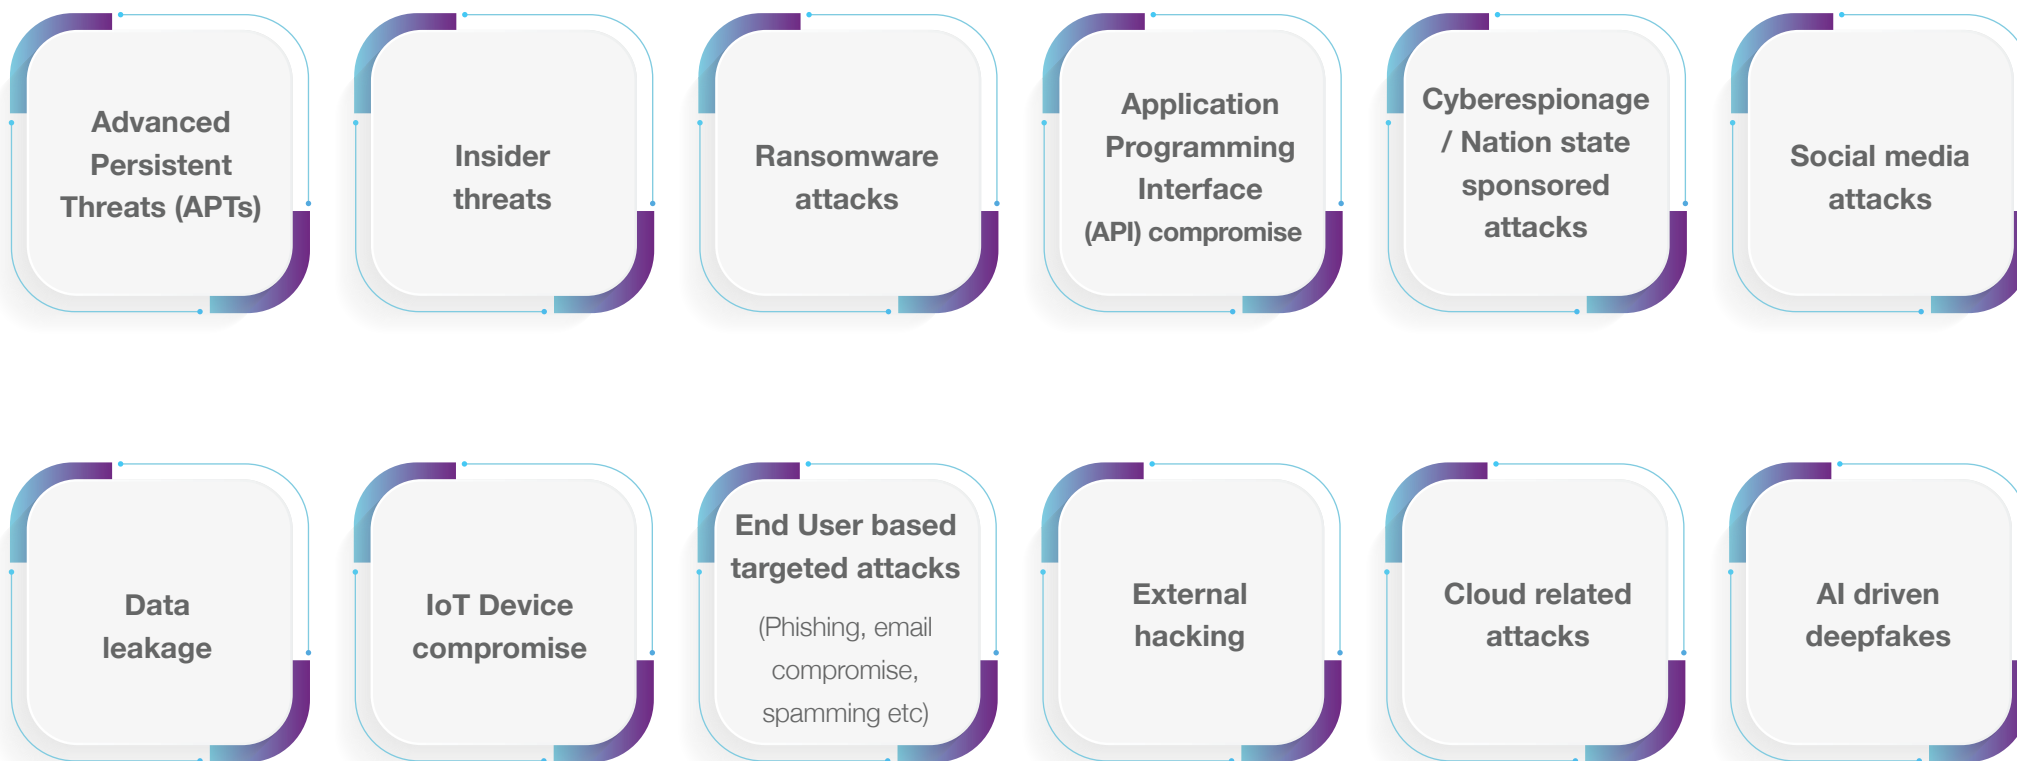 Advanced
Persistent
Threats (APTs)
Insider
threats
Ransomware
attacks
Application
Programming
Interface
(API) compromise
Cyberespionage
/ Nation state
sponsored
attacks
Social media
attacks
Data
leakage
IoT Device
compromise
End User based
targeted attacks
(Phishing, email
compromise,
spamming etc)
External
hacking
Cloud related
attacks
AI driven
deepfakes